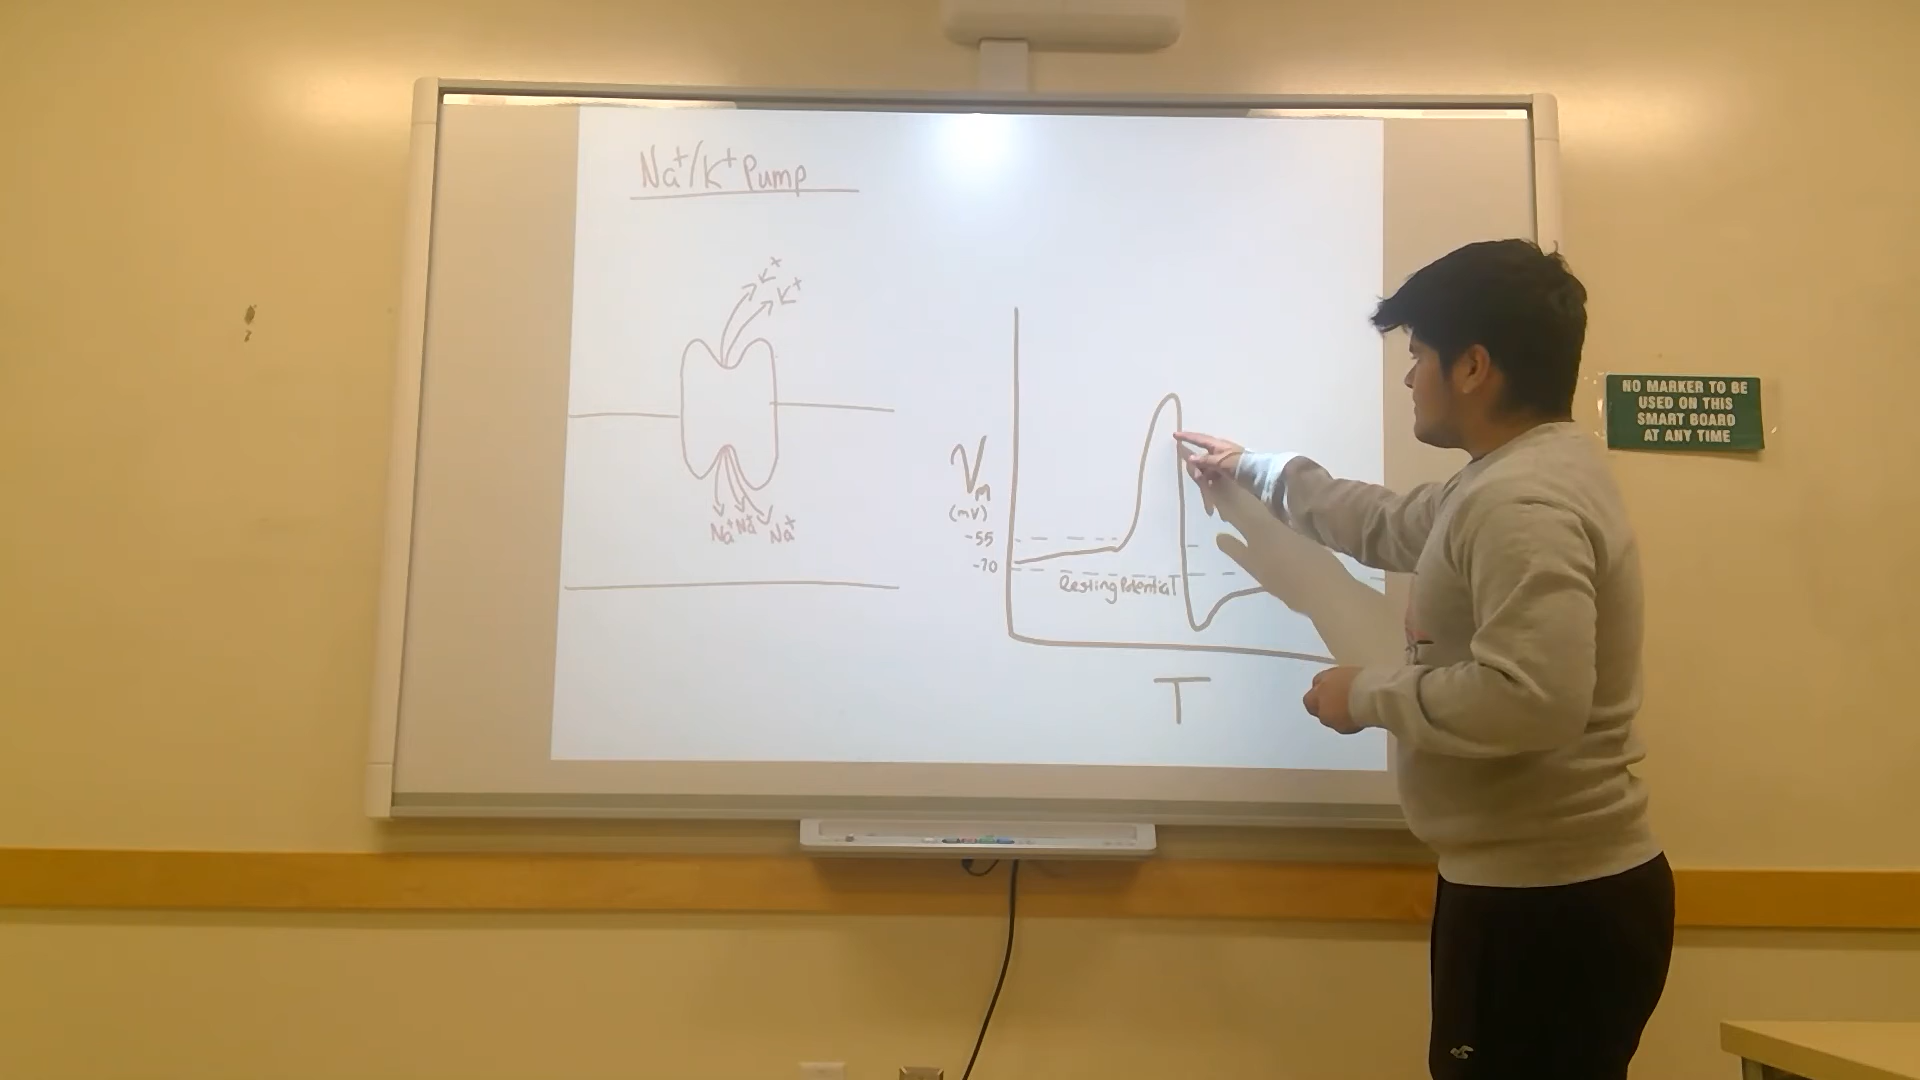 Na⁺/K⁺ Pump
K⁺
K⁺
Na⁺ Na⁺ Na⁺
Vm
(mV)
-55
-70
Resting Potential
T
NO MARKER TO BE
USED ON THIS
SMART BOARD
AT ANY TIME